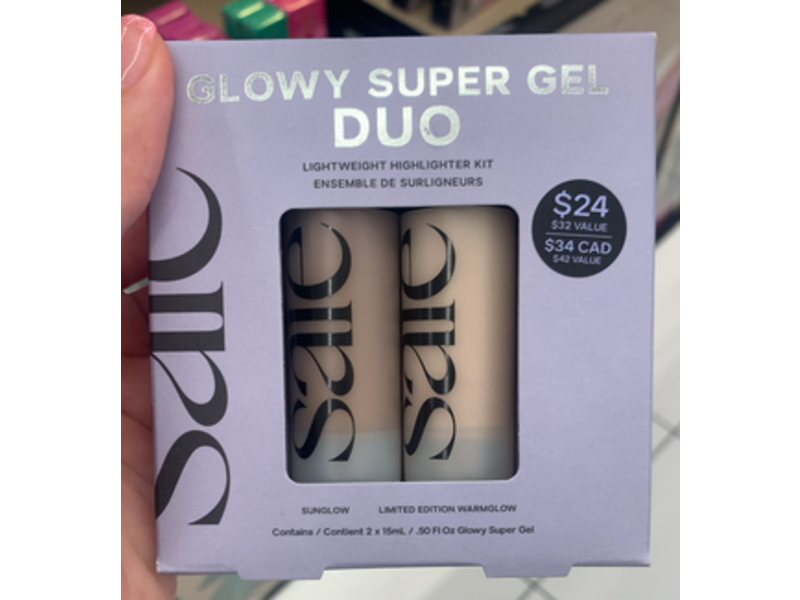 GLOWY SUPER GEL
DUO
LIGHTWEIGHT HIGHLIGHTER KIT
ENSEMBLE DE SURLIGNEURS
$24
$32 VALUE
$34 CAD
$42 VALUE
saie
saie
saie
SUNGLOW
LIMITED EDITION WARMGLOW
Contains / Contient 2 x 15mL / .50 Fl Oz Glowy Super Gel